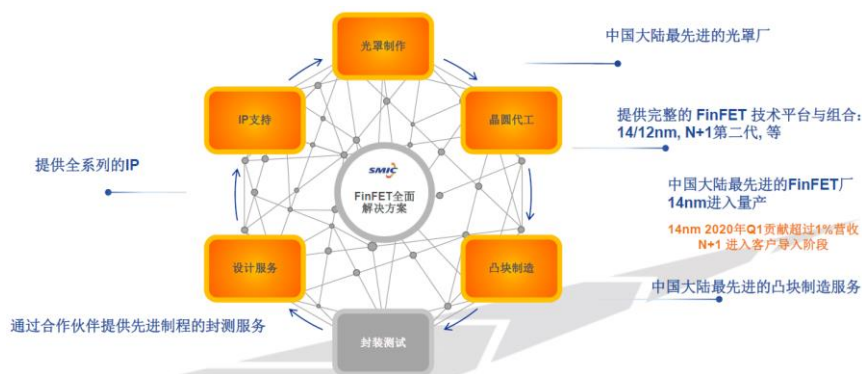 光罩制作
中国大陆最先进的光罩厂
IP支持
晶圆代工
提供完整的 FinFET 技术平台与组合:
14/12nm, N+1第二代, 等
提供全系列的IP
SMIC
FinFET全面
解决方案
中国大陆最先进的FinFET厂
14nm进入量产
14nm 2020年Q1贡献超过1%营收
N+1 进入客户导入阶段
设计服务
凸块制造
中国大陆最先进的凸块制造服务
通过合作伙伴提供先进制程的封测服务
封装测试